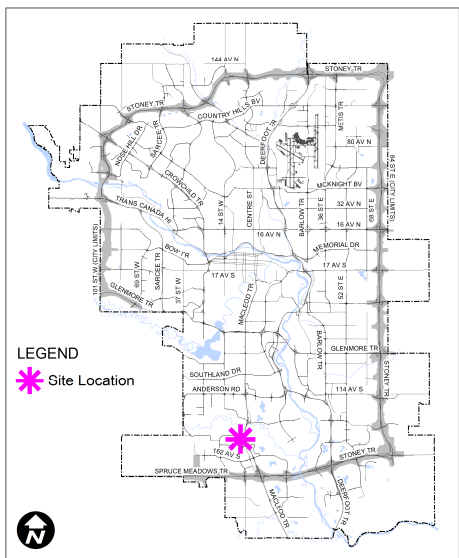 144 AV N
STONEY TR
STONEY TR
COUNTRY HILLS BV
METIS TR
NOSE HILL DR
SARCEE TR
DEERFOOT TR
80 AV N
CROWCHILD TR
MCKNIGHT BV
84 ST E (CITY LIMITS)
68 ST E
36 ST E
BARLOW TR
32 AV N
TRANS CANADA HI
14 ST W
CENTRE ST
16 AV N
16 AV N
MEMORIAL DR
BOW TR
17 AV S
17 AV S
101 ST W (CITY LIMITS)
69 ST W
SARCEE TR
37 ST W
52 ST E
GLENMORE TR
MACLEOD TR
BARLOW TR
LEGEND
Site Location
GLENMORE TR
SOUTHLAND DR
ANDERSON RD
114 AV S
STONEY TR
162 AV S
STONEY TR
SPRUCE MEADOWS TR
MACLEOD TR
DEERFOOT TR
N